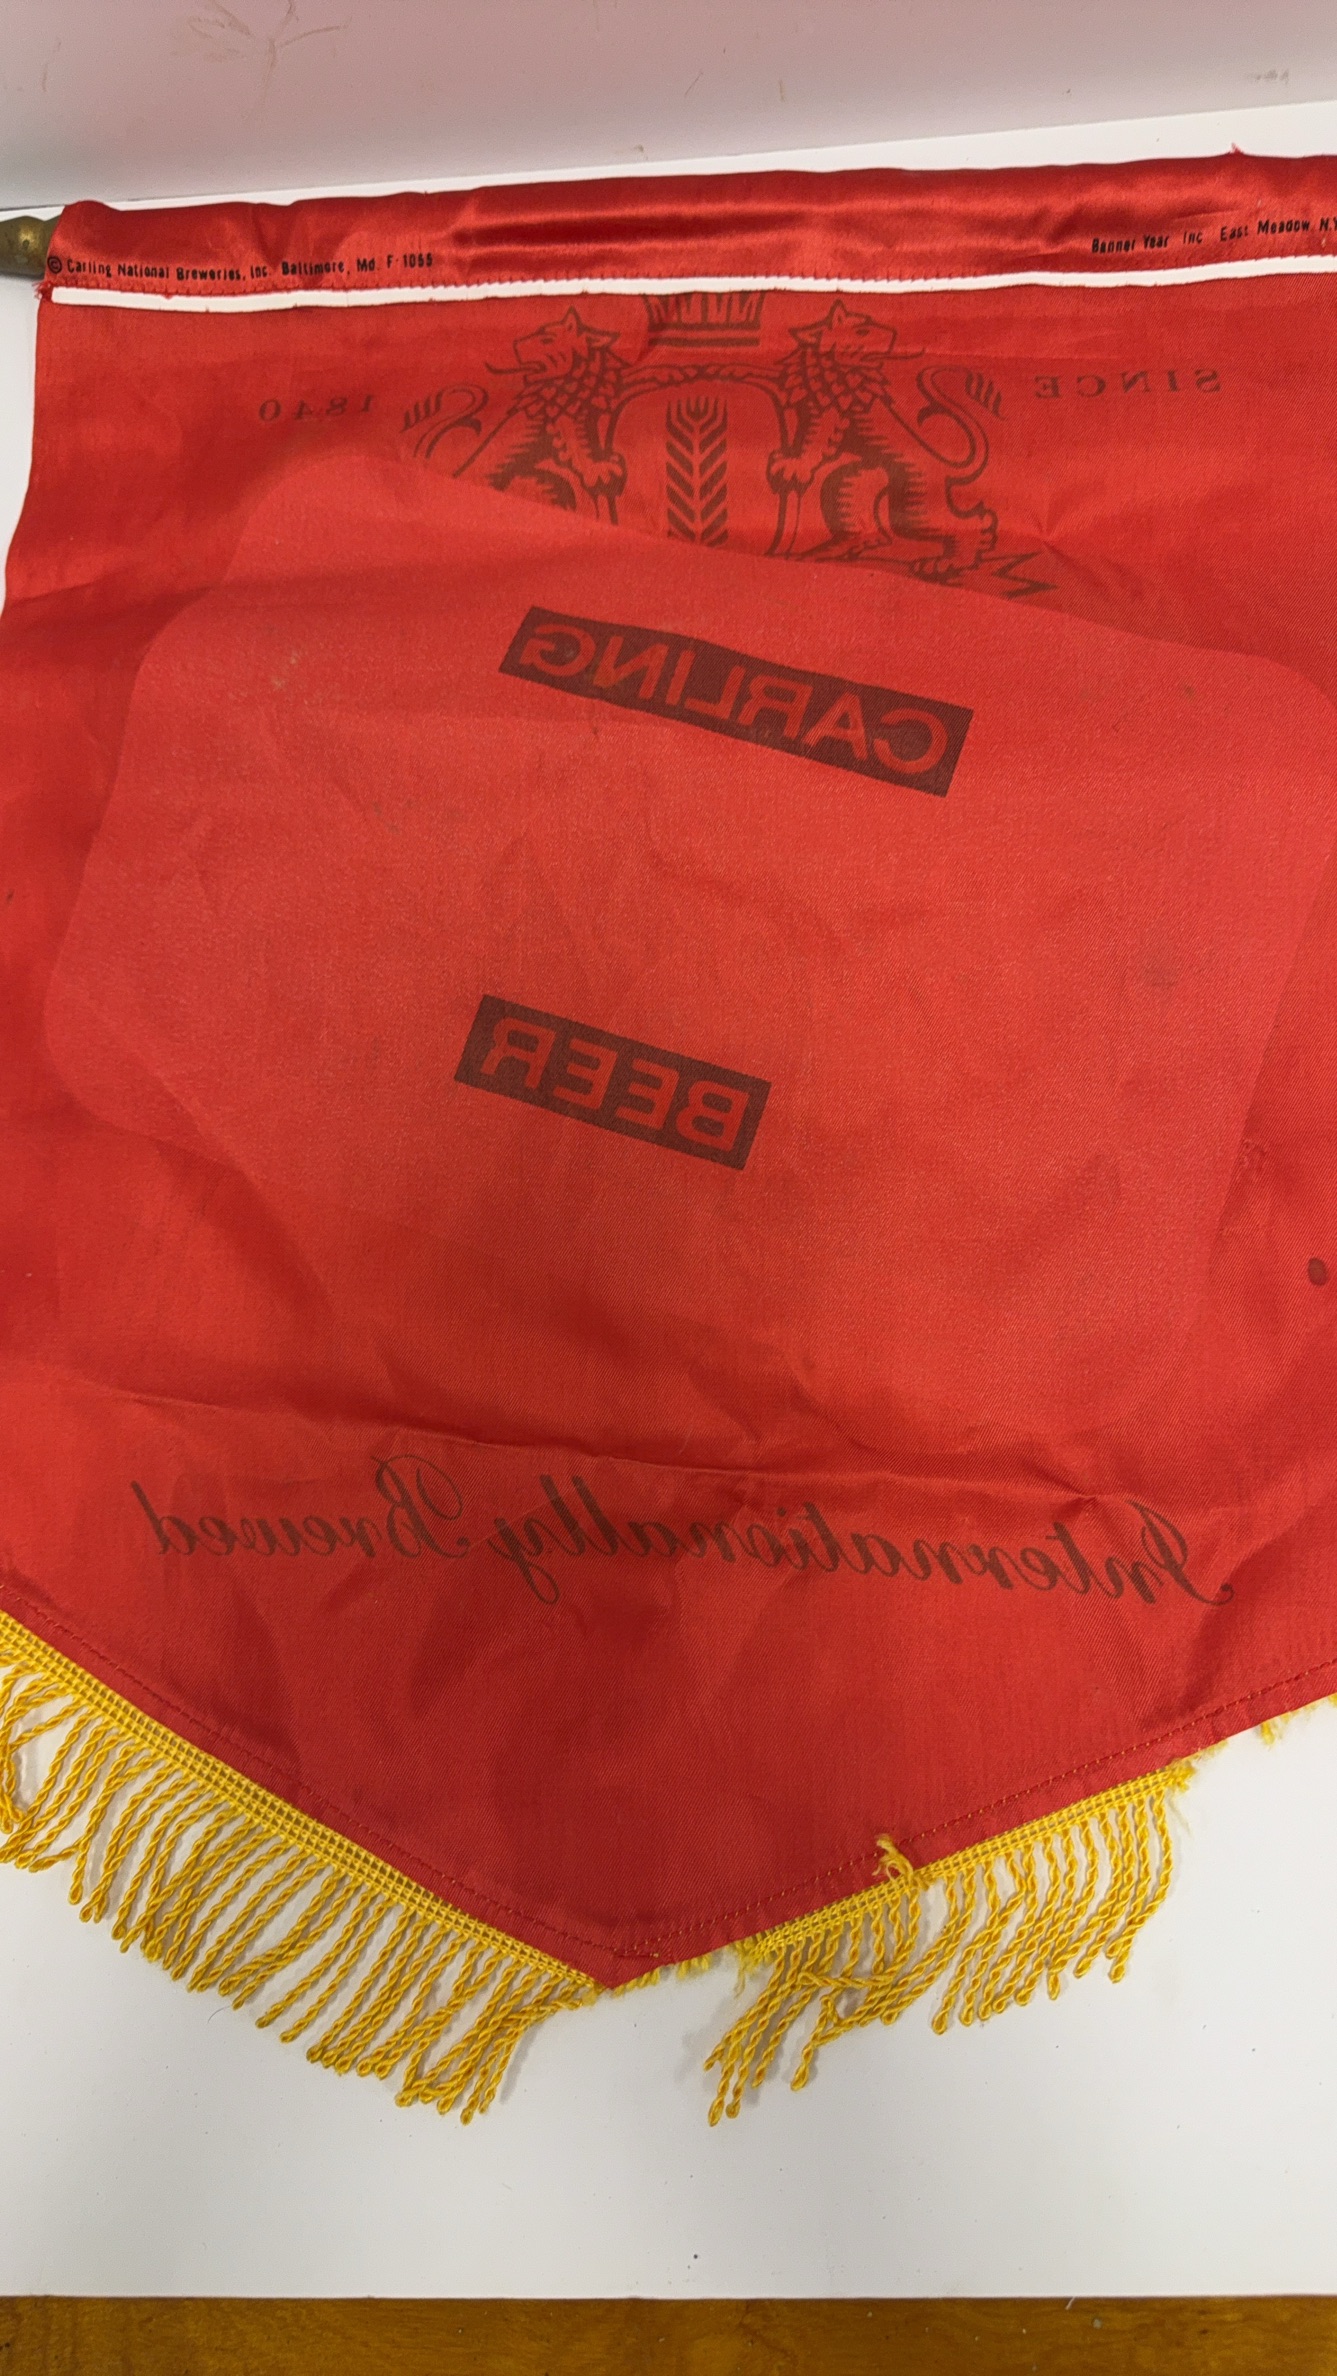 © Carling National Breweries, Inc. Baltimore, Md. F-1055
Banner Year Inc East Meadow, N.Y
SINCE 1840
CARLING
BEER
Internationally Brewed